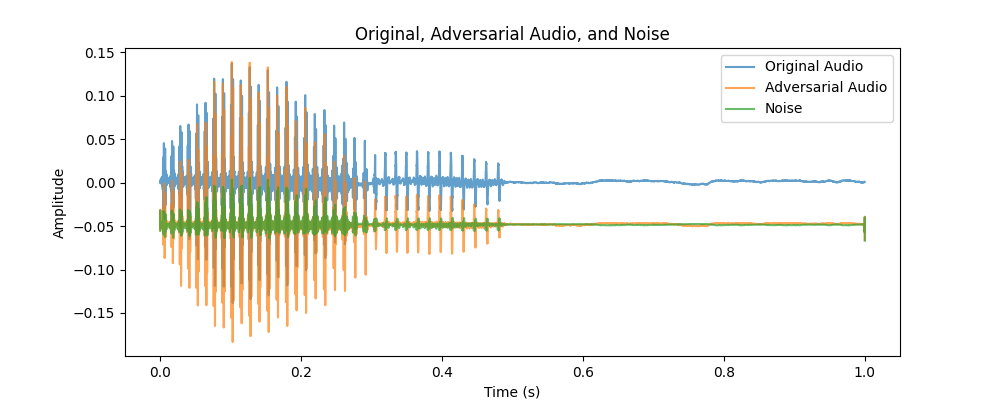 Original, Adversarial Audio, and Noise
Original Audio
Adversarial Audio
Noise
Amplitude
0.15
0.10
0.05
0.00
−0.05
−0.10
−0.15
0.0 0.2 0.4 0.6 0.8 1.0
Time (s)